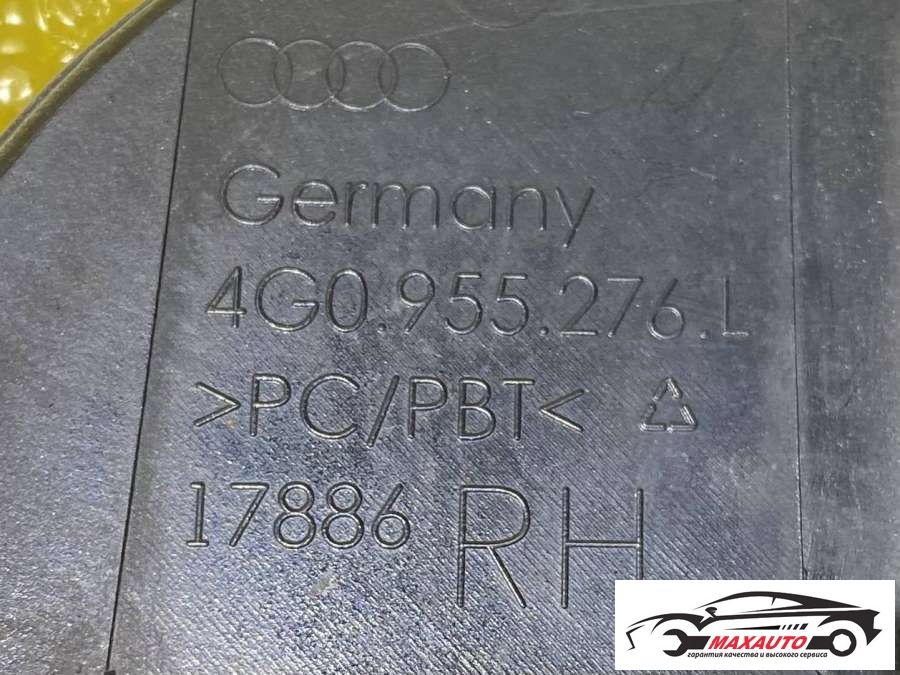 Germany
4G0.955.276.L
>PC/PBT<
17886 RH
MAXAUTO
гарантия качества и высокого сервиса